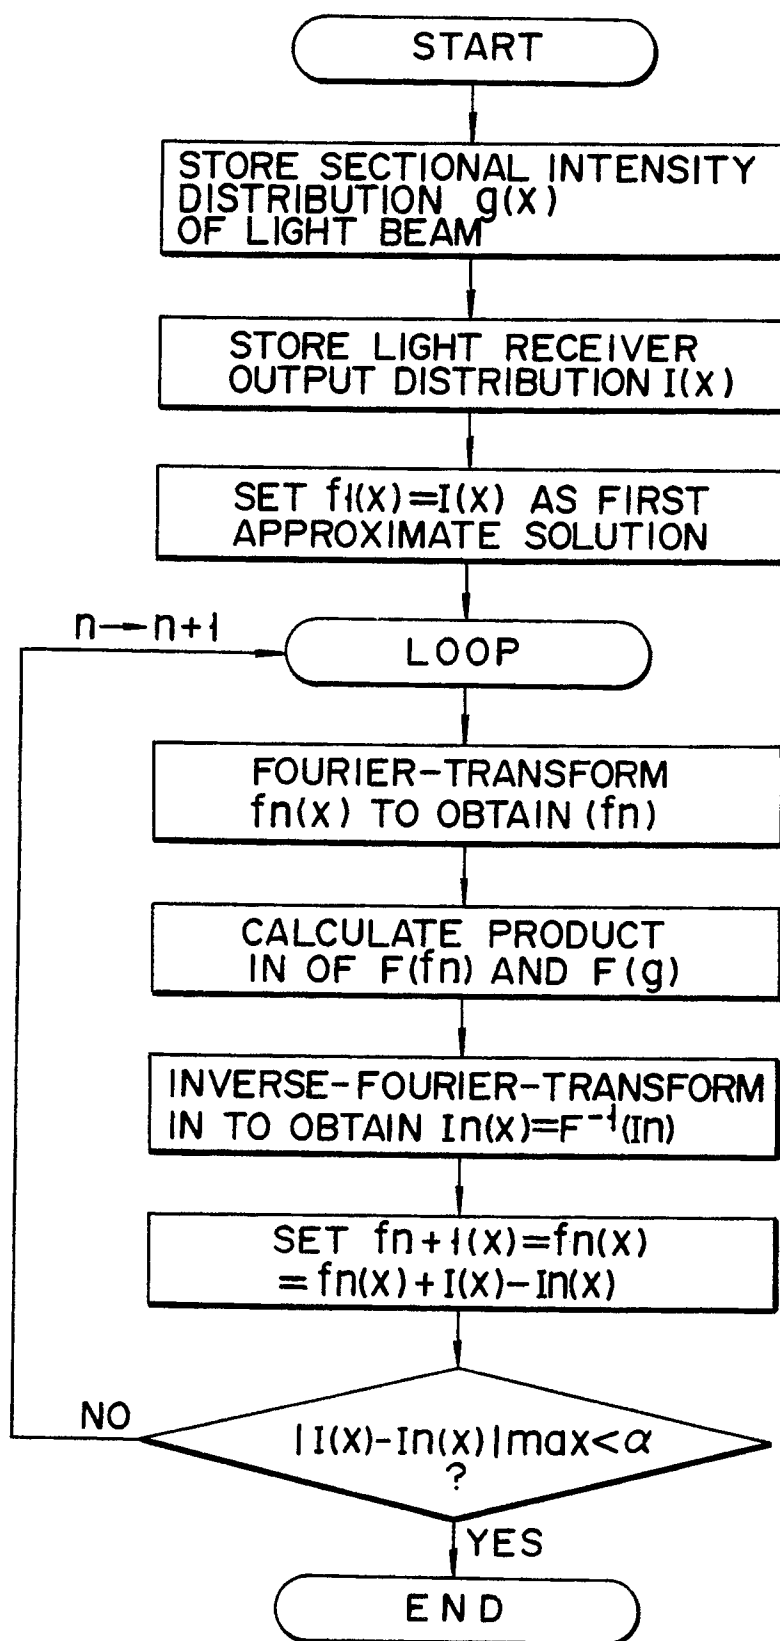 START
STORE SECTIONAL INTENSITY
DISTRIBUTION g(x)
OF LIGHT BEAM
STORE LIGHT RECEIVER
OUTPUT DISTRIBUTION I(x)
SET f1(x)=I(x) AS FIRST
APPROXIMATE SOLUTION
n→n+1
LOOP
FOURIER-TRANSFORM
fn(x) TO OBTAIN (fn)
CALCULATE PRODUCT
IN OF F(fn) AND F(g)
INVERSE-FOURIER-TRANSFORM
IN TO OBTAIN In(x)=F⁻¹(In)
SET fn+1(x)=fn(x)
=fn(x)+I(x)-In(x)
NO
|I(x)-In(x)|max<α
?
YES
END